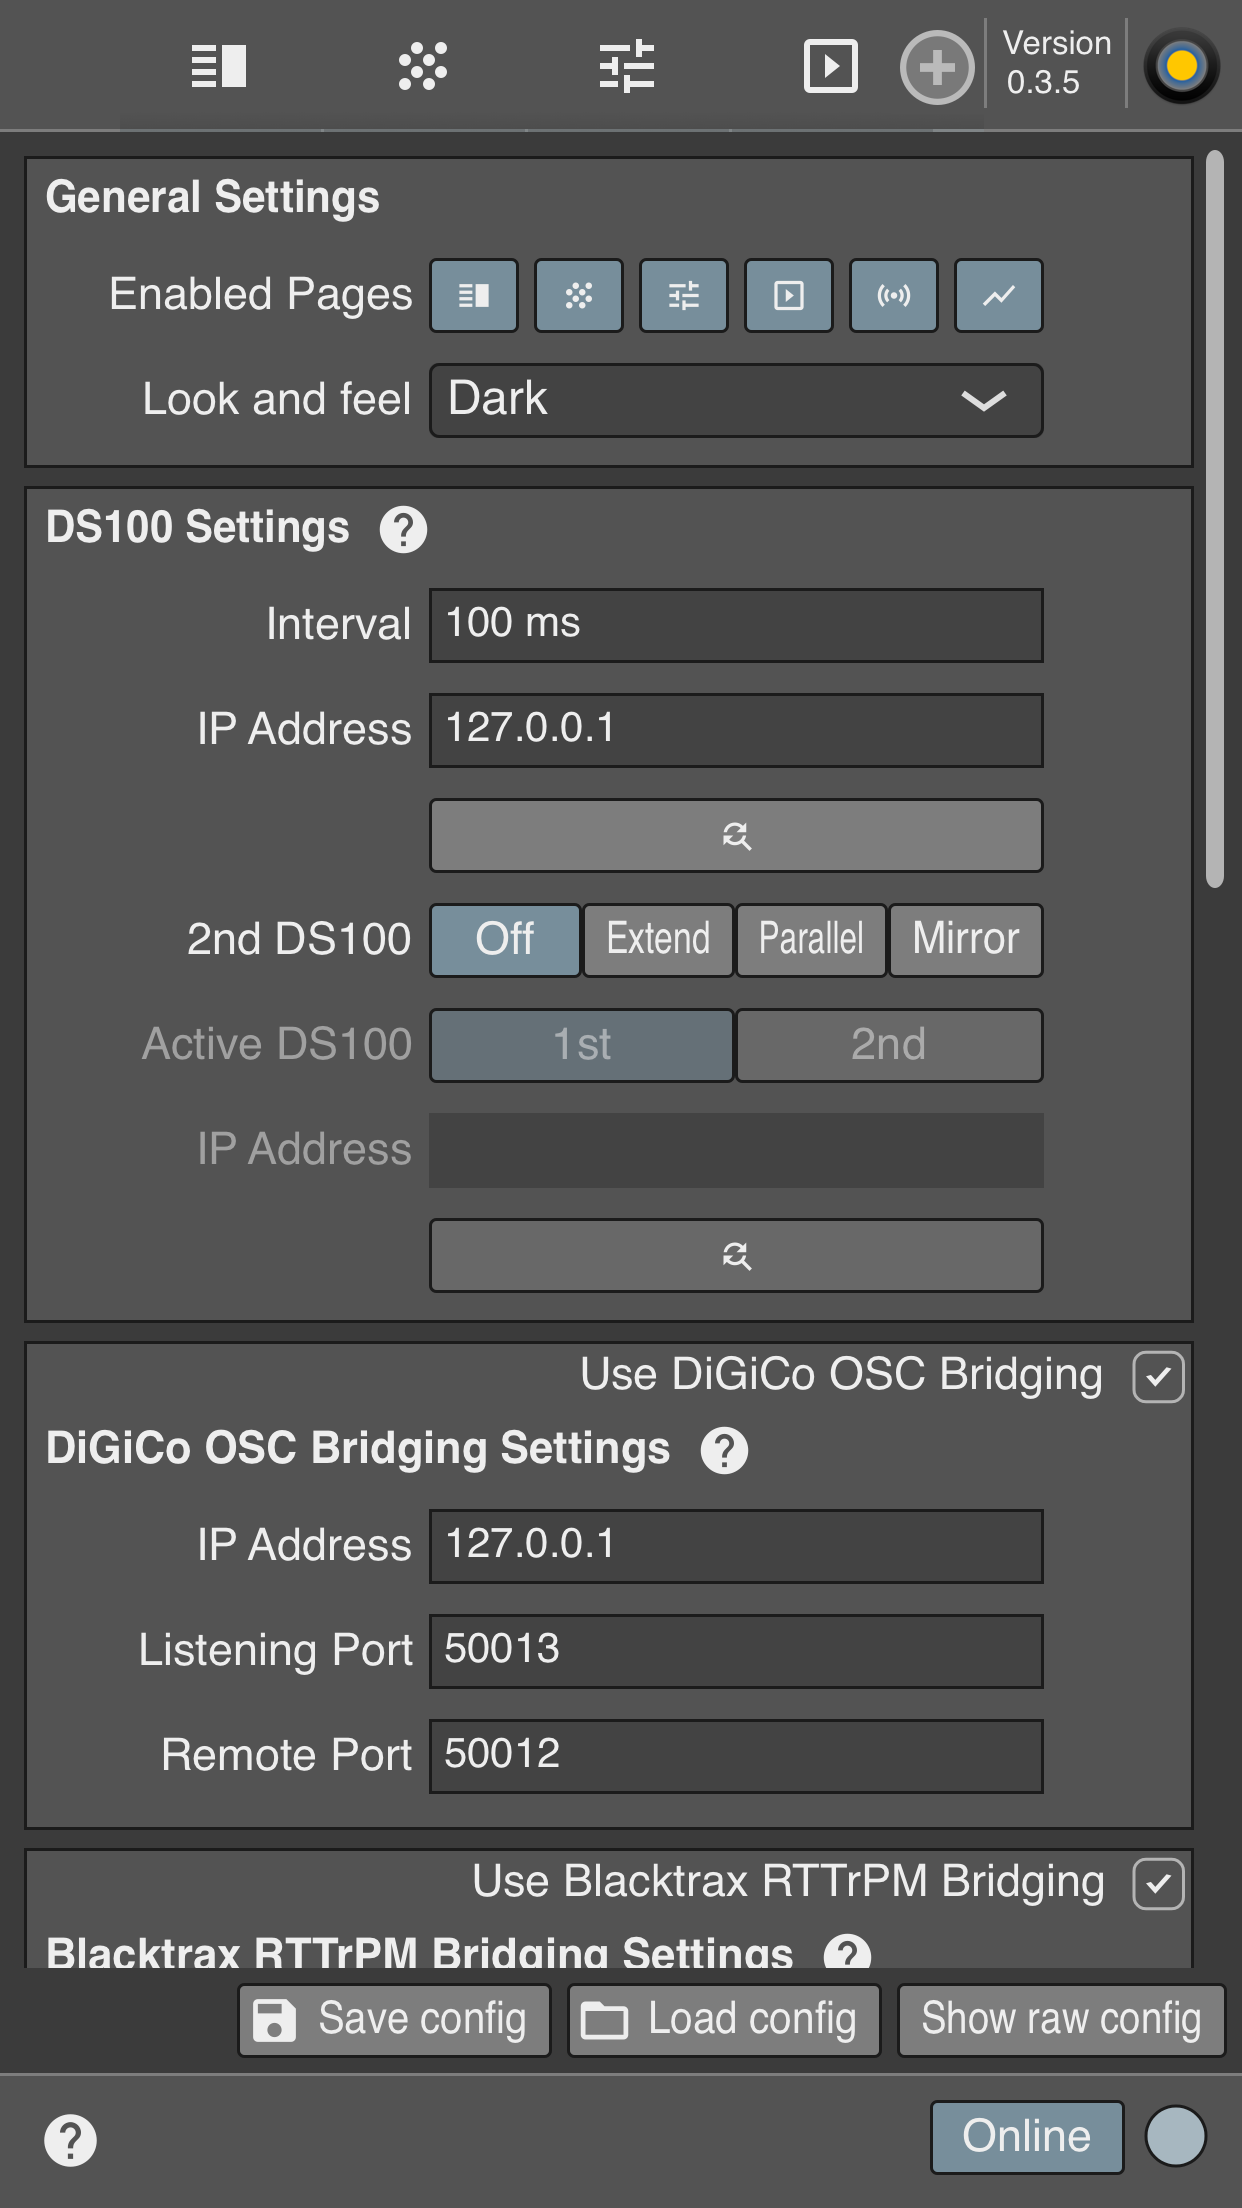 Version
0.3.5
General Settings
Enabled Pages
Look and feel Dark
DS100 Settings
Interval 100 ms
IP Address 127.0.0.1
2nd DS100 Off Extend Parallel Mirror
Active DS100 1st 2nd
IP Address
Use DiGiCo OSC Bridging
DiGiCo OSC Bridging Settings
IP Address 127.0.0.1
Listening Port 50013
Remote Port 50012
Use Blacktrax RTTrPM Bridging
Blacktrax RTTrPM Bridging Settings
Save config Load config Show raw config
Online